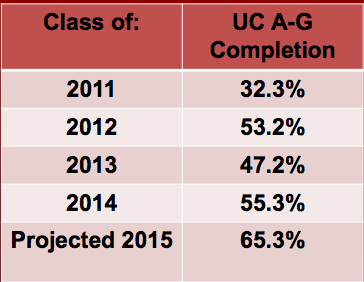 Class of: UC A-G
Completion
2011 32.3%
2012 53.2%
2013 47.2%
2014 55.3%
Projected 2015 65.3%